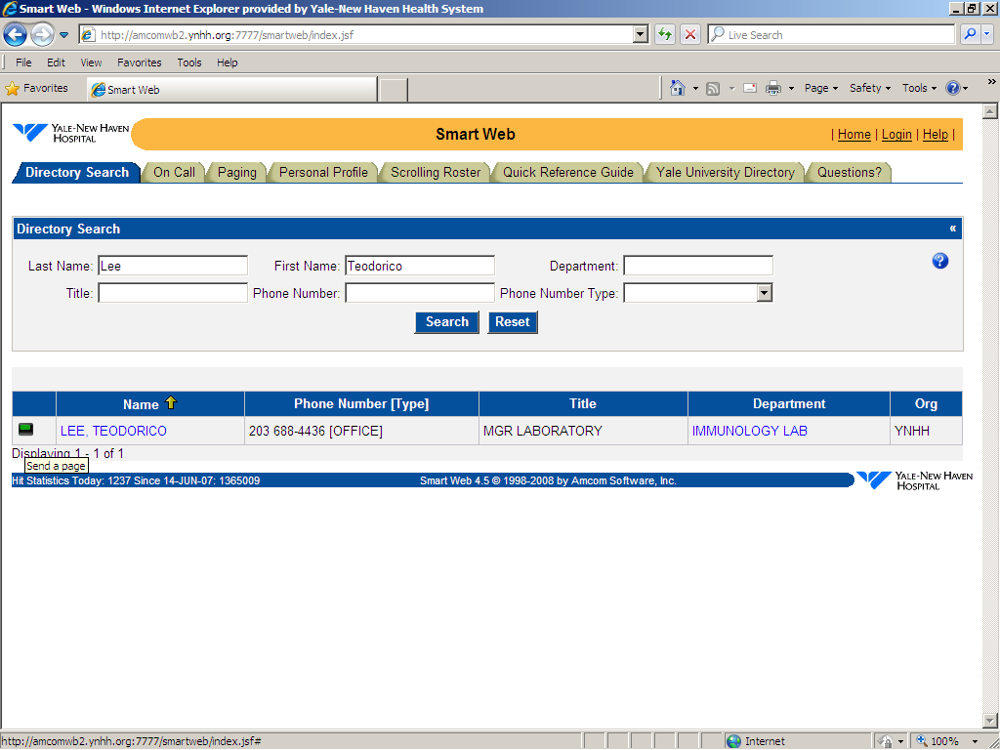 Smart Web - Windows Internet Explorer provided by Yale-New Haven Health System
http://amcomwb2.ynhh.org:7777/smartweb/index.jsf
Live Search
File Edit View Favorites Tools Help
Favorites Smart Web Page Safety Tools »
YALE-NEW HAVEN
HOSPITAL
Smart Web
| Home | Login | Help |
Directory Search On Call Paging Personal Profile Scrolling Roster Quick Reference Guide Yale University Directory Questions?
Directory Search «
Last Name: Lee First Name: Teodorico Department:
Title: Phone Number: Phone Number Type:
Search Reset
Name Phone Number [Type] Title Department Org
LEE, TEODORICO 203 688-4436 [OFFICE] MGR LABORATORY IMMUNOLOGY LAB YNHH
Displaying 1 - 1 of 1
Send a page
Hit Statistics Today: 1237 Since 14-JUN-07: 1365009 Smart Web 4.5 © 1998-2008 by Amcom Software, Inc.
YALE-NEW HAVEN
HOSPITAL
http://amcomwb2.ynhh.org:7777/smartweb/index.jsf# Internet 100%